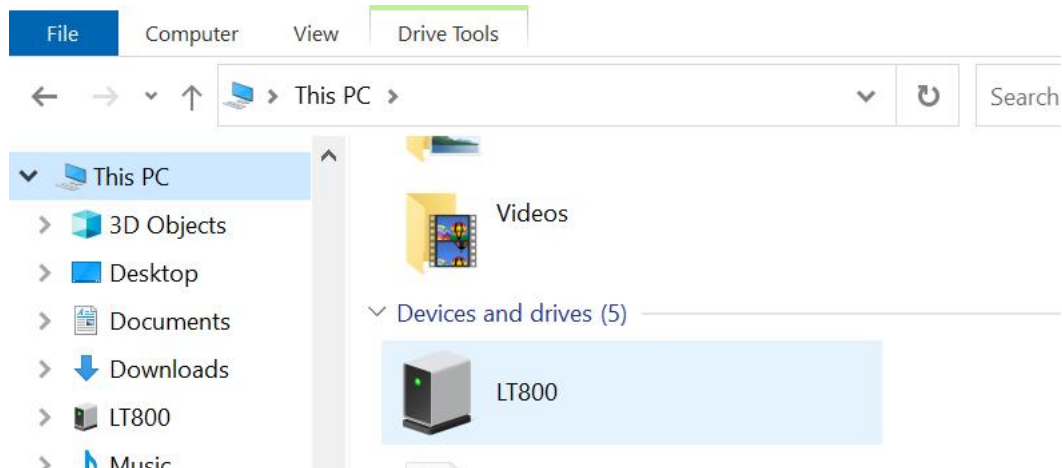 File Computer View Drive Tools
This PC Search
This PC
3D Objects
Desktop
Documents
Downloads
LT800
Music
Videos
Devices and drives (5)
LT800